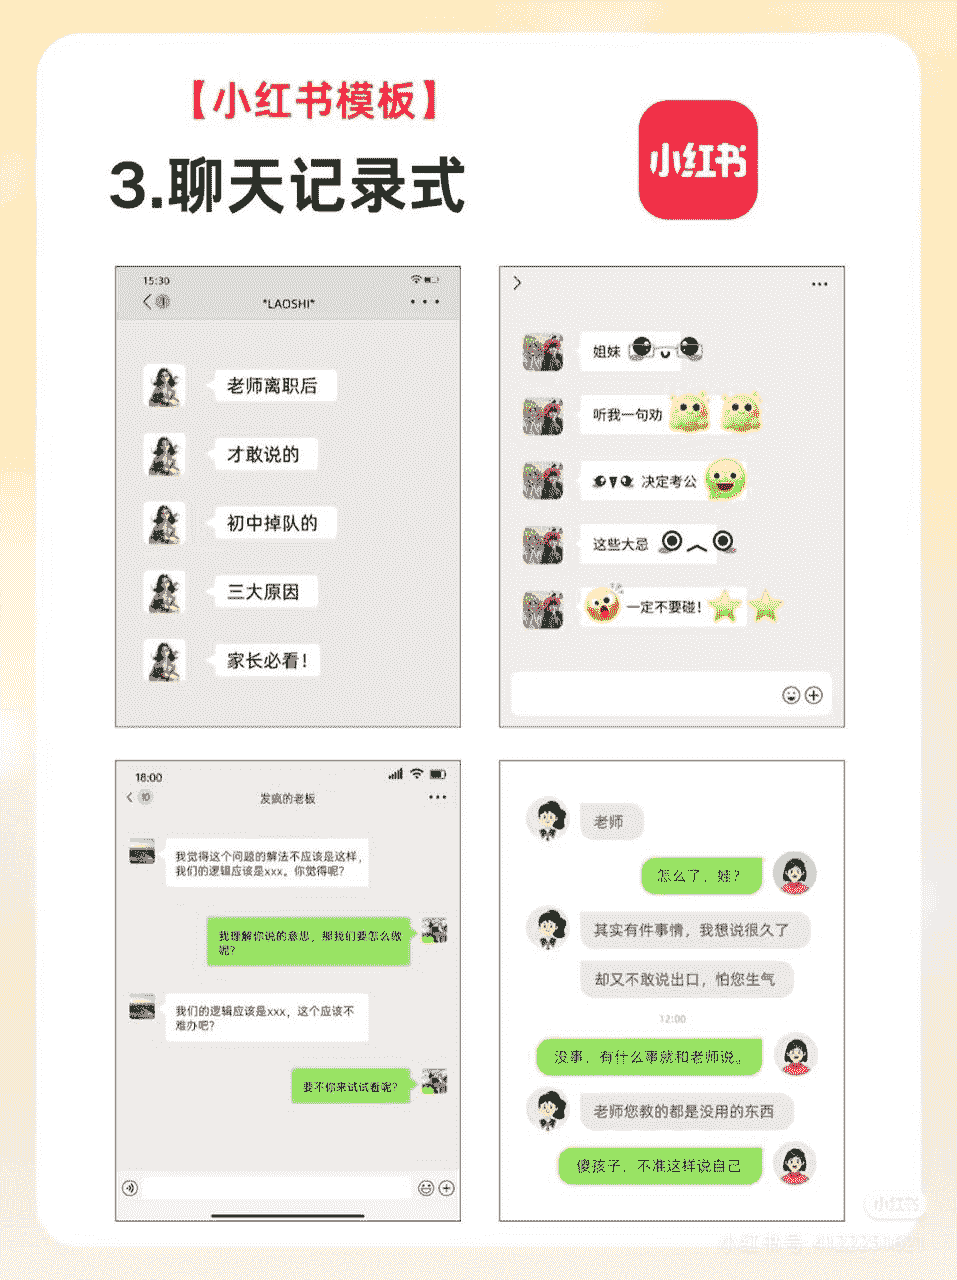 【小红书模板】
3.聊天记录式
小红书
15:30
1
*LAOSHI*
老师离职后
才敢说的
初中掉队的
三大原因
家长必看！
姐妹
听我一句劝
决定考公
这些大忌
一定不要碰！
18:00
10
发疯的老板
我觉得这个问题的解法不应该是这样，
我们的逻辑应该是xxx。你觉得呢？
我理解你说的意思，那我们要怎么做
呢？
我们的逻辑应该是xxx，这个应该不
难办吧？
要不你来试试看呢？
老师
怎么了，娃？
其实有件事情，我想说很久了
却又不敢说出口，怕您生气
12:00
没事，有什么事就和老师说。
老师您教的都是没用的东西
傻孩子，不准这样说自己
小红书